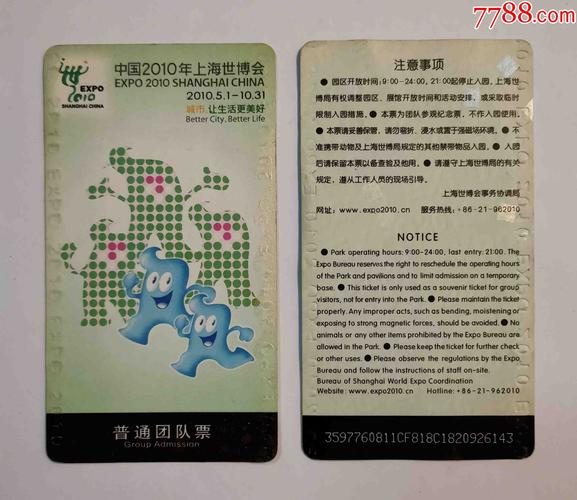 7788.com
中国2010年上海世博会
EXPO 2010 SHANGHAI CHINA
2010.5.1-10.31
城市,让生活更美好
Better City, Better Life
EXPO
2010
SHANGHAI CHINA
普通团队票
Group Admission
注意事项
● 园区开放时间:9:00-24:00, 21:00起停止入园,上海世
博局有权调整园区、展馆开放时间和活动安排,或采取临时
限制入园措施。● 本票为团队参观纪念票,不作入园使用。
● 本票请妥善保管,请勿弯折、浸水或置于强磁场环境。● 不
准携带动物及上海世博局规定的其他禁带物品入园。● 入园
后请保留本票以备查验及他用。● 请遵守上海世博局的有关
规定,遵从工作人员的现场引导。
上海世博会事务协调局
网址:www.expo2010.cn 服务热线:+86-21-962010
NOTICE
● Park operating hours: 9:00-24:00, last entry: 21:00. The
Expo Bureau reserves the right to reschedule the operating hours
of the Park and pavilions and to limit admission on a temporary
base. ● This ticket is only used as a souvenir ticket for group
visitors, not for entry into the Park. ● Please maintain the ticket
properly. Any improper acts, such as bending, moistening or
exposing to strong magnetic forces, should be avoided. ● No
animals or any other items prohibited by the Expo Bureau are
allowed in the Park. ● Please keep the ticket for further check
or other uses. ● Please observe the regulations by the Expo
Bureau and follow the instructions of staff on-site.
Bureau of Shanghai World Expo Coordination
Website: www.expo2010.cn Hotline: +86-21-962010
3597760811CF818C1820926143